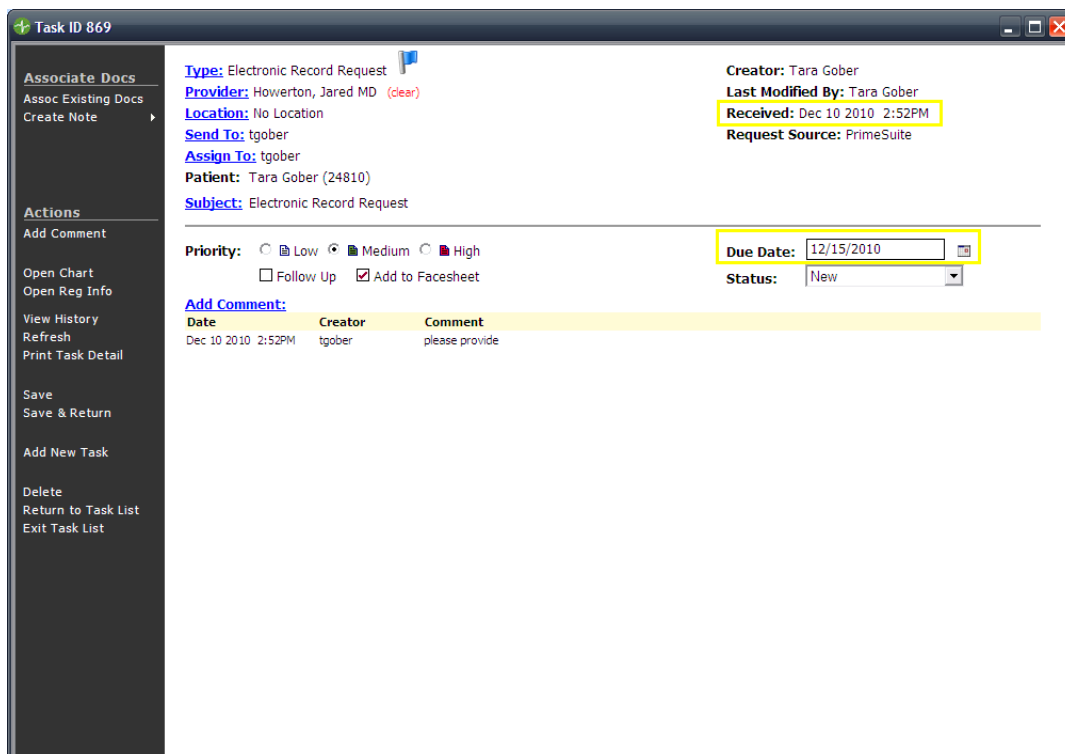 Task ID 869
Associate Docs
Assoc Existing Docs
Create Note
Actions
Add Comment
Open Chart
Open Reg Info
View History
Refresh
Print Task Detail
Save
Save & Return
Add New Task
Delete
Return to Task List
Exit Task List
Type: Electronic Record Request
Provider: Howerton, Jared MD (clear)
Location: No Location
Send To: tgober
Assign To: tgober
Patient: Tara Gober (24810)
Subject: Electronic Record Request
Creator: Tara Gober
Last Modified By: Tara Gober
Received: Dec 10 2010 2:52PM
Request Source: PrimeSuite
Priority: Low Medium High
Follow Up Add to Facesheet
Due Date: 12/15/2010
Status: New
Add Comment:
Date Creator Comment
Dec 10 2010 2:52PM tgober please provide